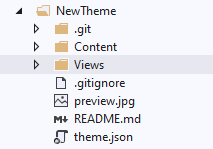 NewTheme
.git
Content
Views
.gitignore
preview.jpg
README.md
theme.json